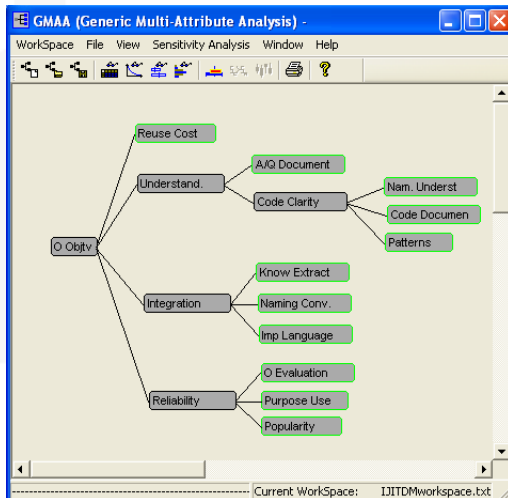 GMAA (Generic Multi-Attribute Analysis) -
WorkSpace File View Sensitivity Analysis Window Help
Reuse Cost
A/Q Document
Understand.
Nam. Underst
Code Clarity
Code Documen
Patterns
O Objtv
Know Extract
Integration
Naming Conv.
Imp Language
O Evaluation
Reliability
Purpose Use
Popularity
Current WorkSpace: IJITDMworkspace.txt